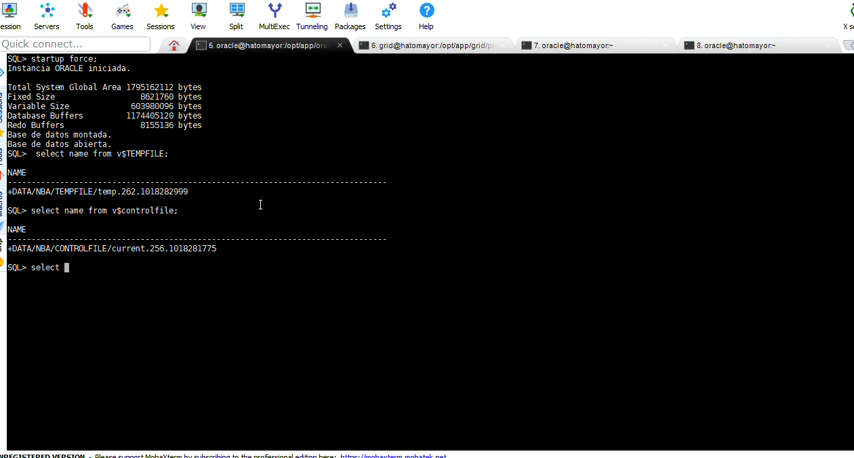 ession Servers Tools Games Sessions View Split MultiExec Tunneling Packages Settings Help X se
Quick connect... 5. oracle@hatomayor:/opt/app/ora 6. grid@hatomayor:/opt/app/grid/pr 7. oracle@hatomayor:~ 8. oracle@hatomayor:~
SQL> startup force;
Instancia ORACLE iniciada.
Total System Global Area 1795162112 bytes
Fixed Size 8621760 bytes
Variable Size 603980096 bytes
Database Buffers 1174405120 bytes
Redo Buffers 8155136 bytes
Base de datos montada.
Base de datos abierta.
SQL> select name from v$TEMPFILE;
NAME
--------------------------------------------------------------------------------
+DATA/NBA/TEMPFILE/temp.262.1018282999
SQL> select name from v$controlfile;
NAME
--------------------------------------------------------------------------------
+DATA/NBA/CONTROLFILE/current.256.1018281775
SQL> select
NREGISTERED VERSION - Please support MobaXterm by subscribing to the professional edition here: https://mobaxterm.mobatek.net